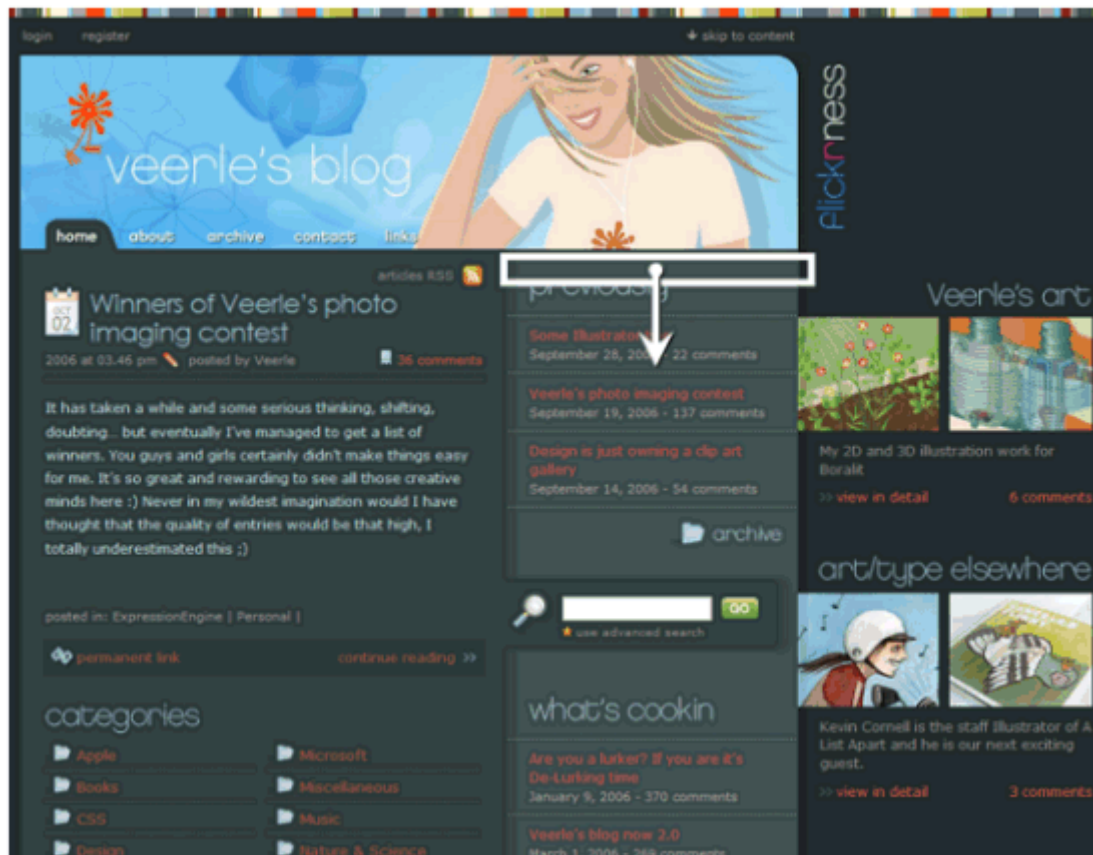 login register
skip to content
veerle's blog
home about archive contact links
flickrness
articles RSS
OCT
02
Winners of Veerle's photo
imaging contest
2006 at 03.46 pm posted by Veerle 36 comments
It has taken a while and some serious thinking, shifting,
doubting... but eventually I've managed to get a list of
winners. You guys and girls certainly didn't make things easy
for me. It's so great and rewarding to see all those creative
minds here :) Never in my wildest imagination would I have
thought that the quality of entries would be that high, I
totally underestimated this ;)
posted in: ExpressionEngine | Personal |
permanent link continue reading >>
categories
Apple Microsoft
Books Miscellaneous
CSS Music
Design Nature & Science
previously
Some Illustrator
September 28, 2006 - 22 comments
Veerle's photo imaging contest
September 19, 2006 - 137 comments
Design is just owning a clip art
gallery
September 14, 2006 - 54 comments
archive
GO
use advanced search
what's cookin
Are you a lurker? If you are it's
De-Lurking time
January 9, 2006 - 370 comments
Veerle's blog now 2.0
March 1, 2006 - 269 comments
Veerle's art
My 2D and 3D illustration work for
Boralit
>> view in detail 6 comments
art/type elsewhere
Kevin Cornell is the staff Illustrator of A
List Apart and he is our next exciting
guest.
>> view in detail 3 comments